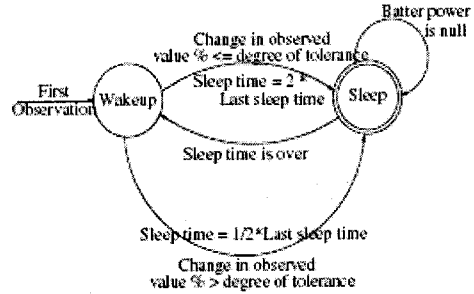 Batter power
is null
Change in observed
value % <= degree of tolerance
Sleep time = 2 *
Last sleep time
First
Observation
Wakeup
Sleep
Sleep time is over
Sleep time = 1/2*Last sleep time
Change in observed
value % > degree of tolerance